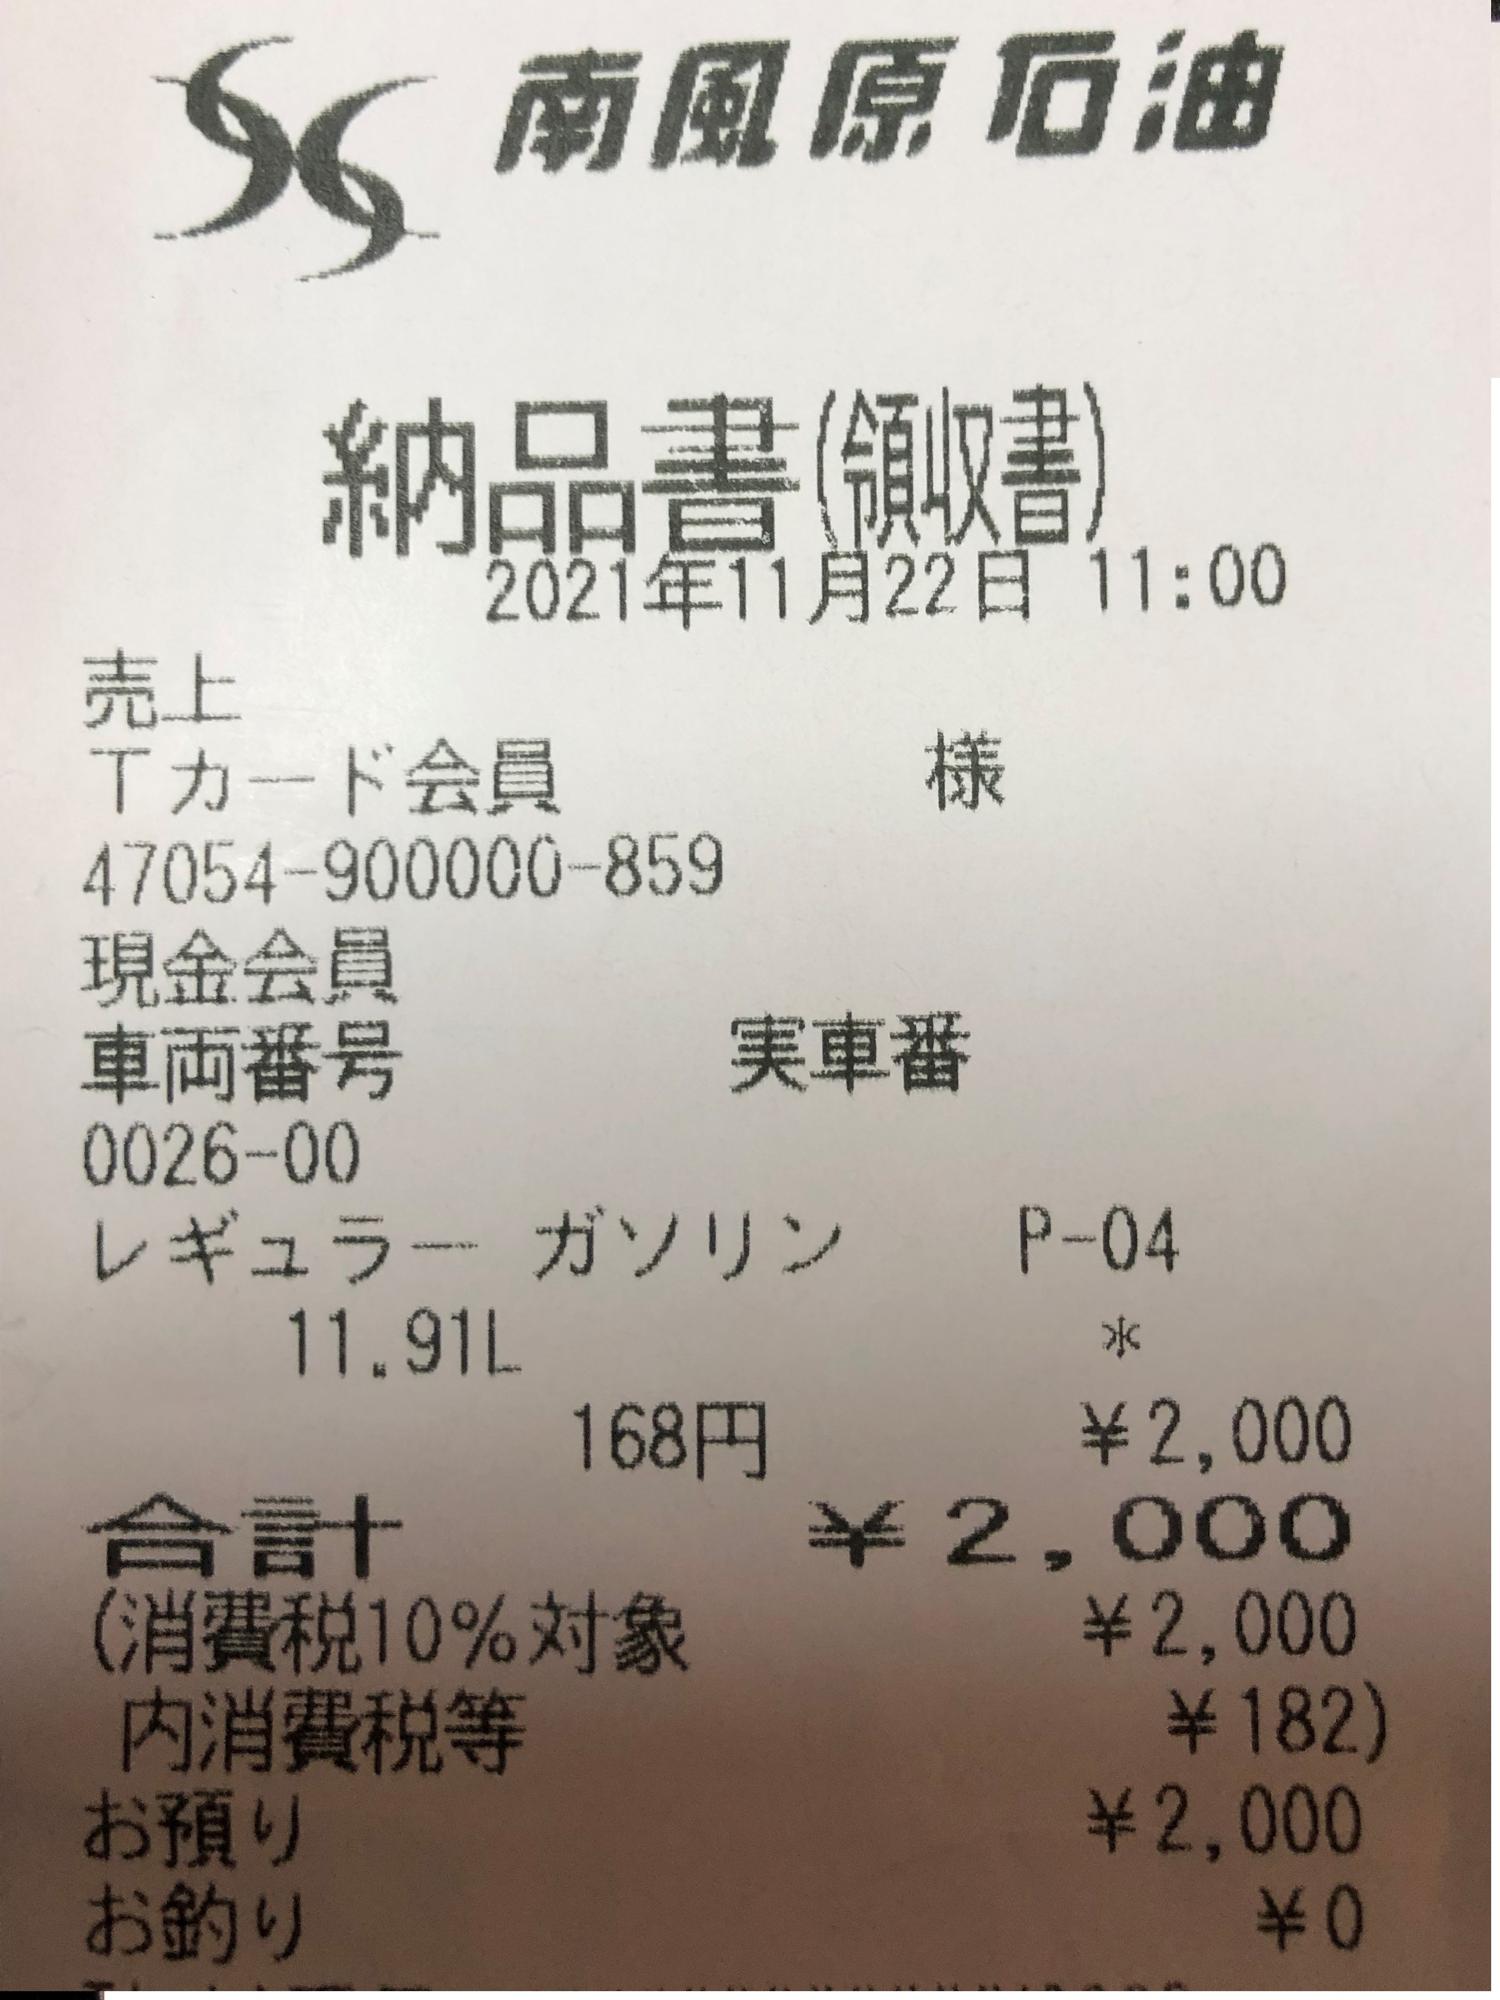 南風原石油
納品書(領収書)
2021年11月22日 11:00
売上
Tカード会員 様
47054-900000-859
現金会員
車両番号 実車番
0026-00
レギュラー ガソリン P-04
11.91L *
168円 ¥2,000
合計 ¥2,000
(消費税10%対象 ¥2,000
内消費税等 ¥182)
お預り ¥2,000
お釣り ¥0